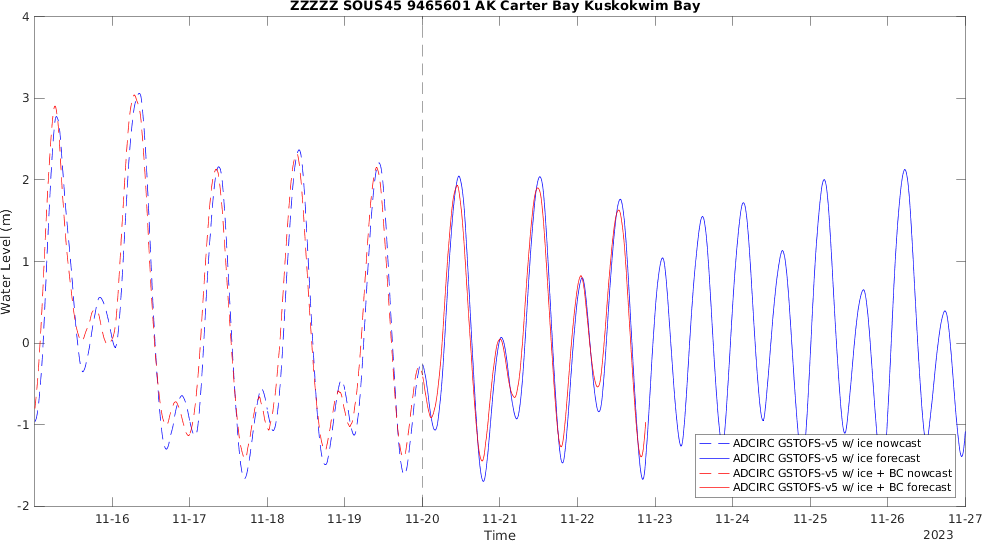 ZZZZZ SOUS45 9465601 AK Carter Bay Kuskokwim Bay
4
3
2
1
0
-1
-2
Water Level (m)
11-16
11-17
11-18
11-19
11-20
11-21
11-22
11-23
11-24
11-25
11-26
11-27
Time
2023
ADCIRC GSTOFS-v5 w/ ice nowcast
ADCIRC GSTOFS-v5 w/ ice forecast
ADCIRC GSTOFS-v5 w/ ice + BC nowcast
ADCIRC GSTOFS-v5 w/ ice + BC forecast